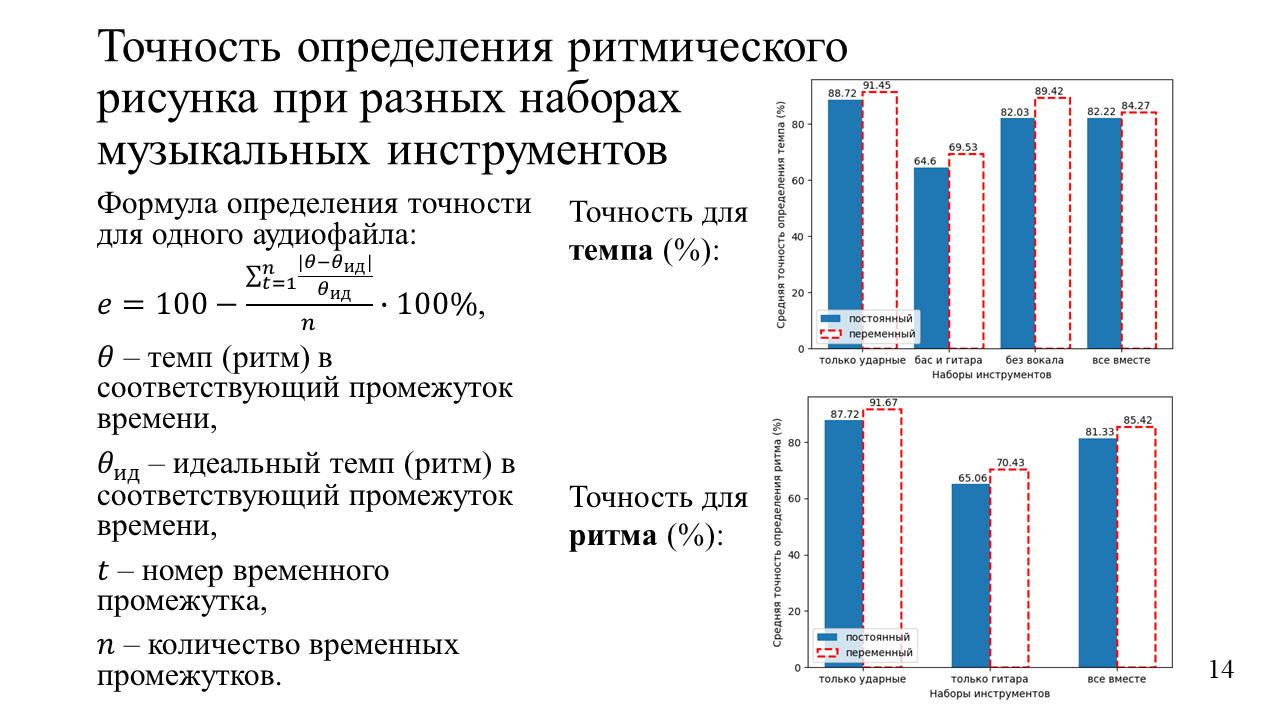 Точность определения ритмического
рисунка при разных наборах
музыкальных инструментов
Формула определения точности
для одного аудиофайла:
e = 100 − \frac{\sum_{t=1}^{n} \frac{|θ−θ_{ид}|}{θ_{ид}}}{n} · 100%,
θ – темп (ритм) в
соответствующий промежуток
времени,
θ_{ид} – идеальный темп (ритм) в
соответствующий промежуток
времени,
t – номер временного
промежутка,
n – количество временных
промежутков.
Точность для
темпа (%):
Средняя точность определения темпа (%)
80
60
40
20
0
88.72 91.45 64.6 69.53 82.03 89.42 82.22 84.27
постоянный
переменный
только ударные бас и гитара без вокала все вместе
Наборы инструментов
Точность для
ритма (%):
Средняя точность определения ритма (%)
80
60
40
20
0
87.72 91.67 65.06 70.43 81.33 85.42
постоянный
переменный
только ударные только гитара все вместе
Наборы инструментов
14